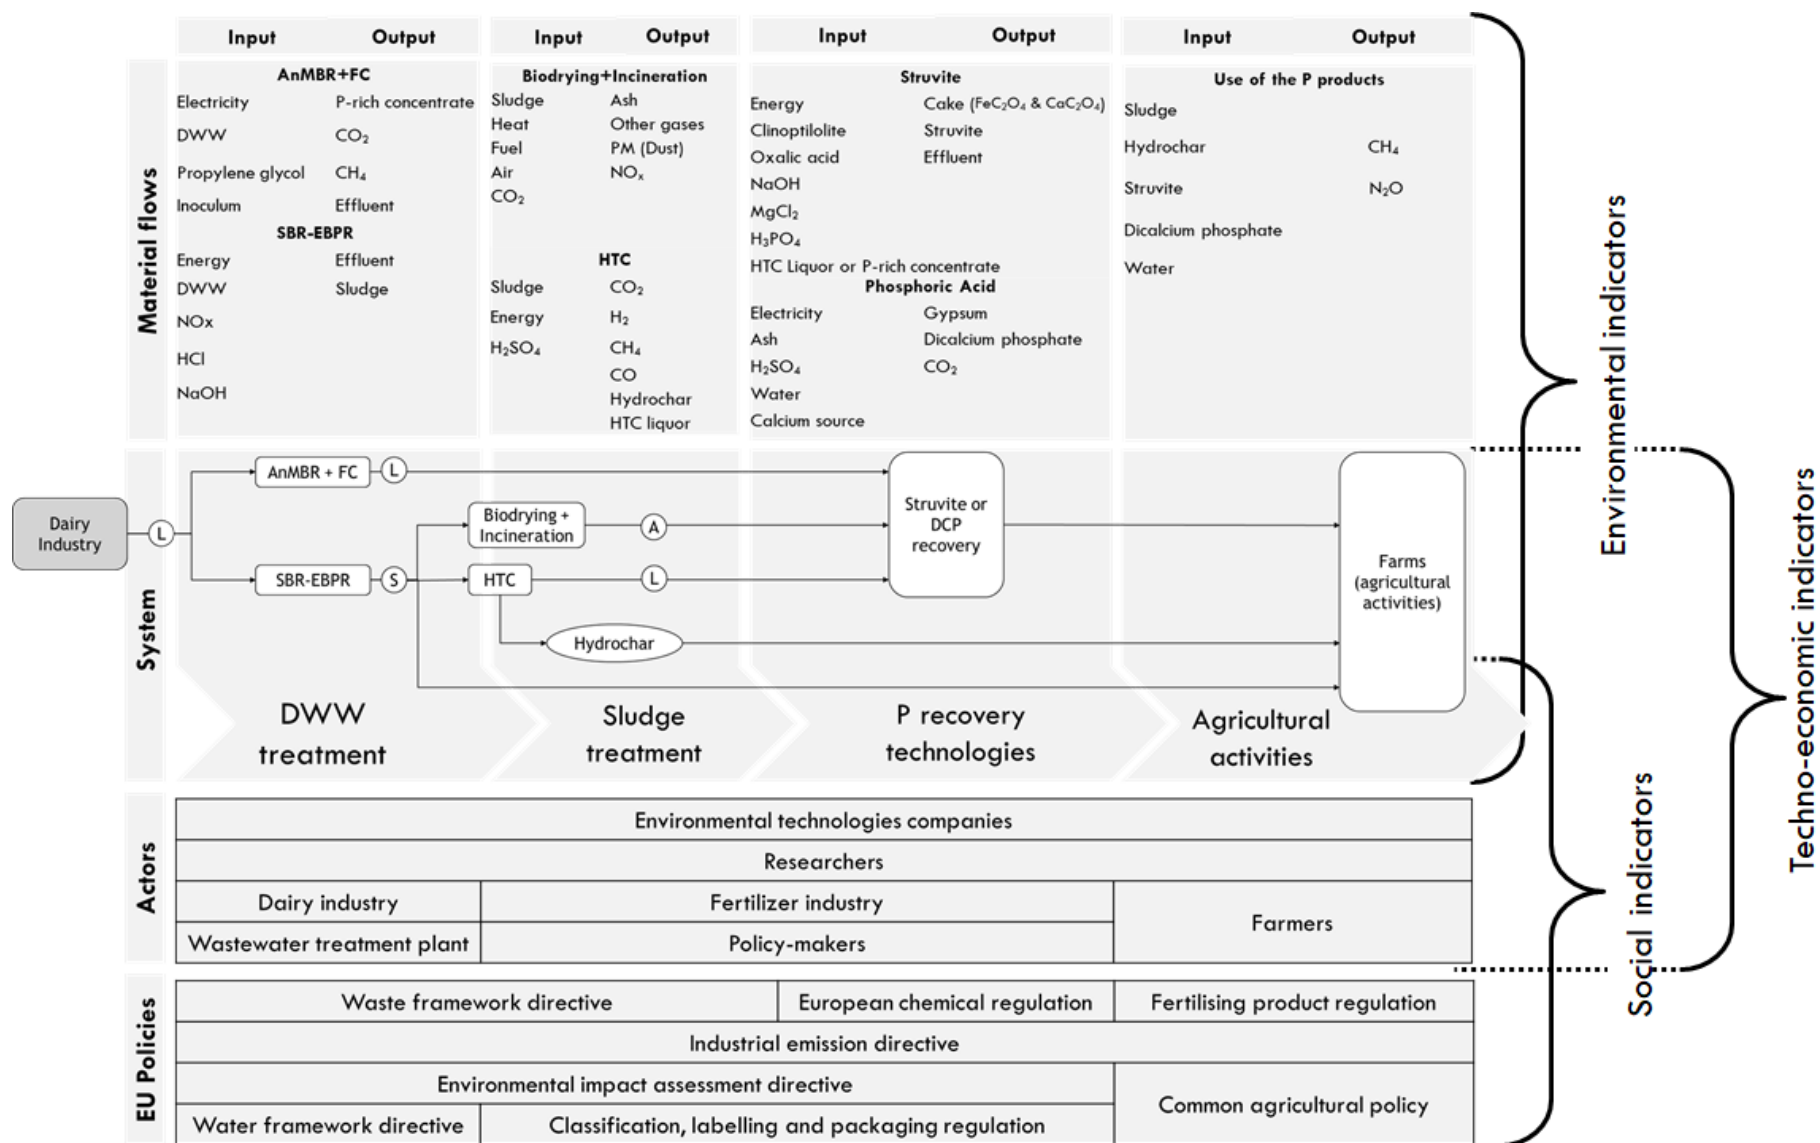 Input Output Input Output Input Output Input Output
Material flows
AnMBR+FC
Electricity P-rich concentrate
DWW CO₂
Propylene glycol CH₄
Inoculum Effluent
SBR-EBPR
Energy Effluent
DWW Sludge
NOx
HCl
NaOH
Biodrying+Incineration
Sludge Ash
Heat Other gases
Fuel PM (Dust)
Air NOₓ
CO₂
HTC
Sludge CO₂
Energy H₂
H₂SO₄ CH₄
CO
Hydrochar
HTC liquor
Struvite
Energy Cake (FeC₂O₄ & CaC₂O₄)
Clinoptilolite Struvite
Oxalic acid Effluent
NaOH
MgCl₂
H₃PO₄
HTC Liquor or P-rich concentrate
Phosphoric Acid
Electricity Gypsum
Ash Dicalcium phosphate
H₂SO₄ CO₂
Water
Calcium source
Use of the P products
Sludge
Hydrochar CH₄
Struvite N₂O
Dicalcium phosphate
Water
System
Dairy
Industry
L
AnMBR + FC
L
SBR-EBPR
S
Biodrying +
Incineration
A
HTC
L
Hydrochar
Struvite or
DCP
recovery
Farms
(agricultural
activities)
DWW
treatment
Sludge
treatment
P recovery
technologies
Agricultural
activities
Actors
Environmental technologies companies
Researchers
Dairy industry
Fertilizer industry
Farmers
Wastewater treatment plant
Policy-makers
EU Policies
Waste framework directive
European chemical regulation
Fertilising product regulation
Industrial emission directive
Environmental impact assessment directive
Common agricultural policy
Water framework directive
Classification, labelling and packaging regulation
Environmental indicators
Social indicators
Techno-economic indicators